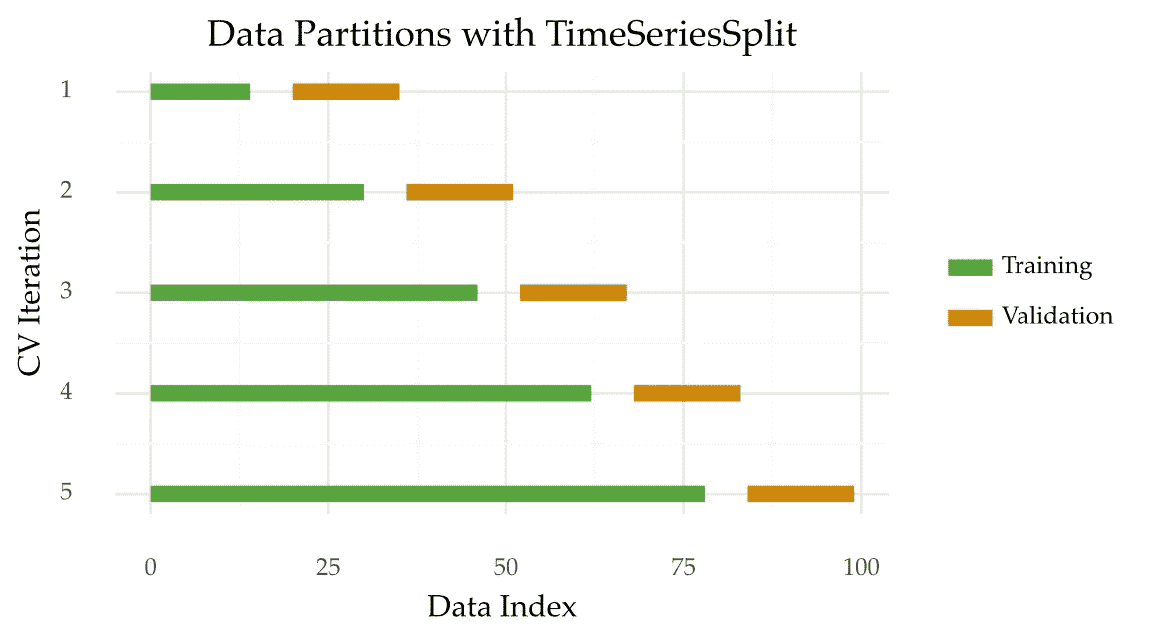 Data Partitions with TimeSeriesSplit
CV Iteration
1
2
3
4
5
0 25 50 75 100
Data Index
Training
Validation